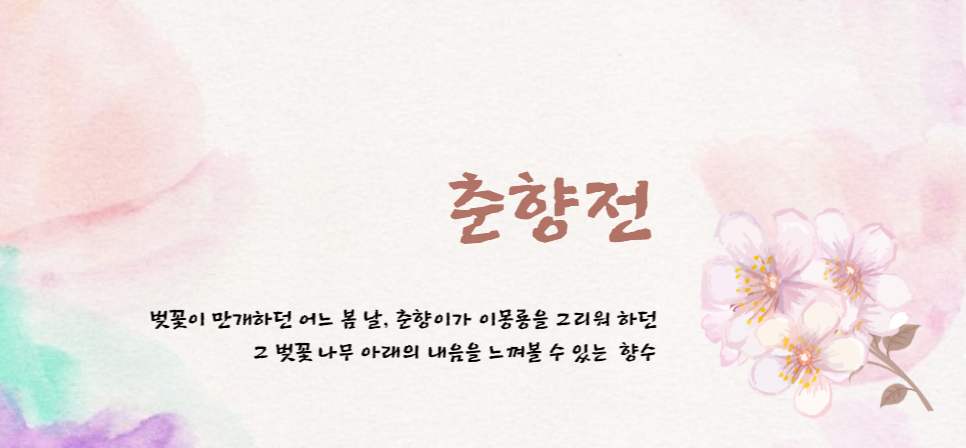 춘향전
벚꽃이 만개하던 어느 봄 날, 춘향이가 이몽룡을 그리워 하던
그 벚꽃 나무 아래의 내음을 느껴볼 수 있는 향수